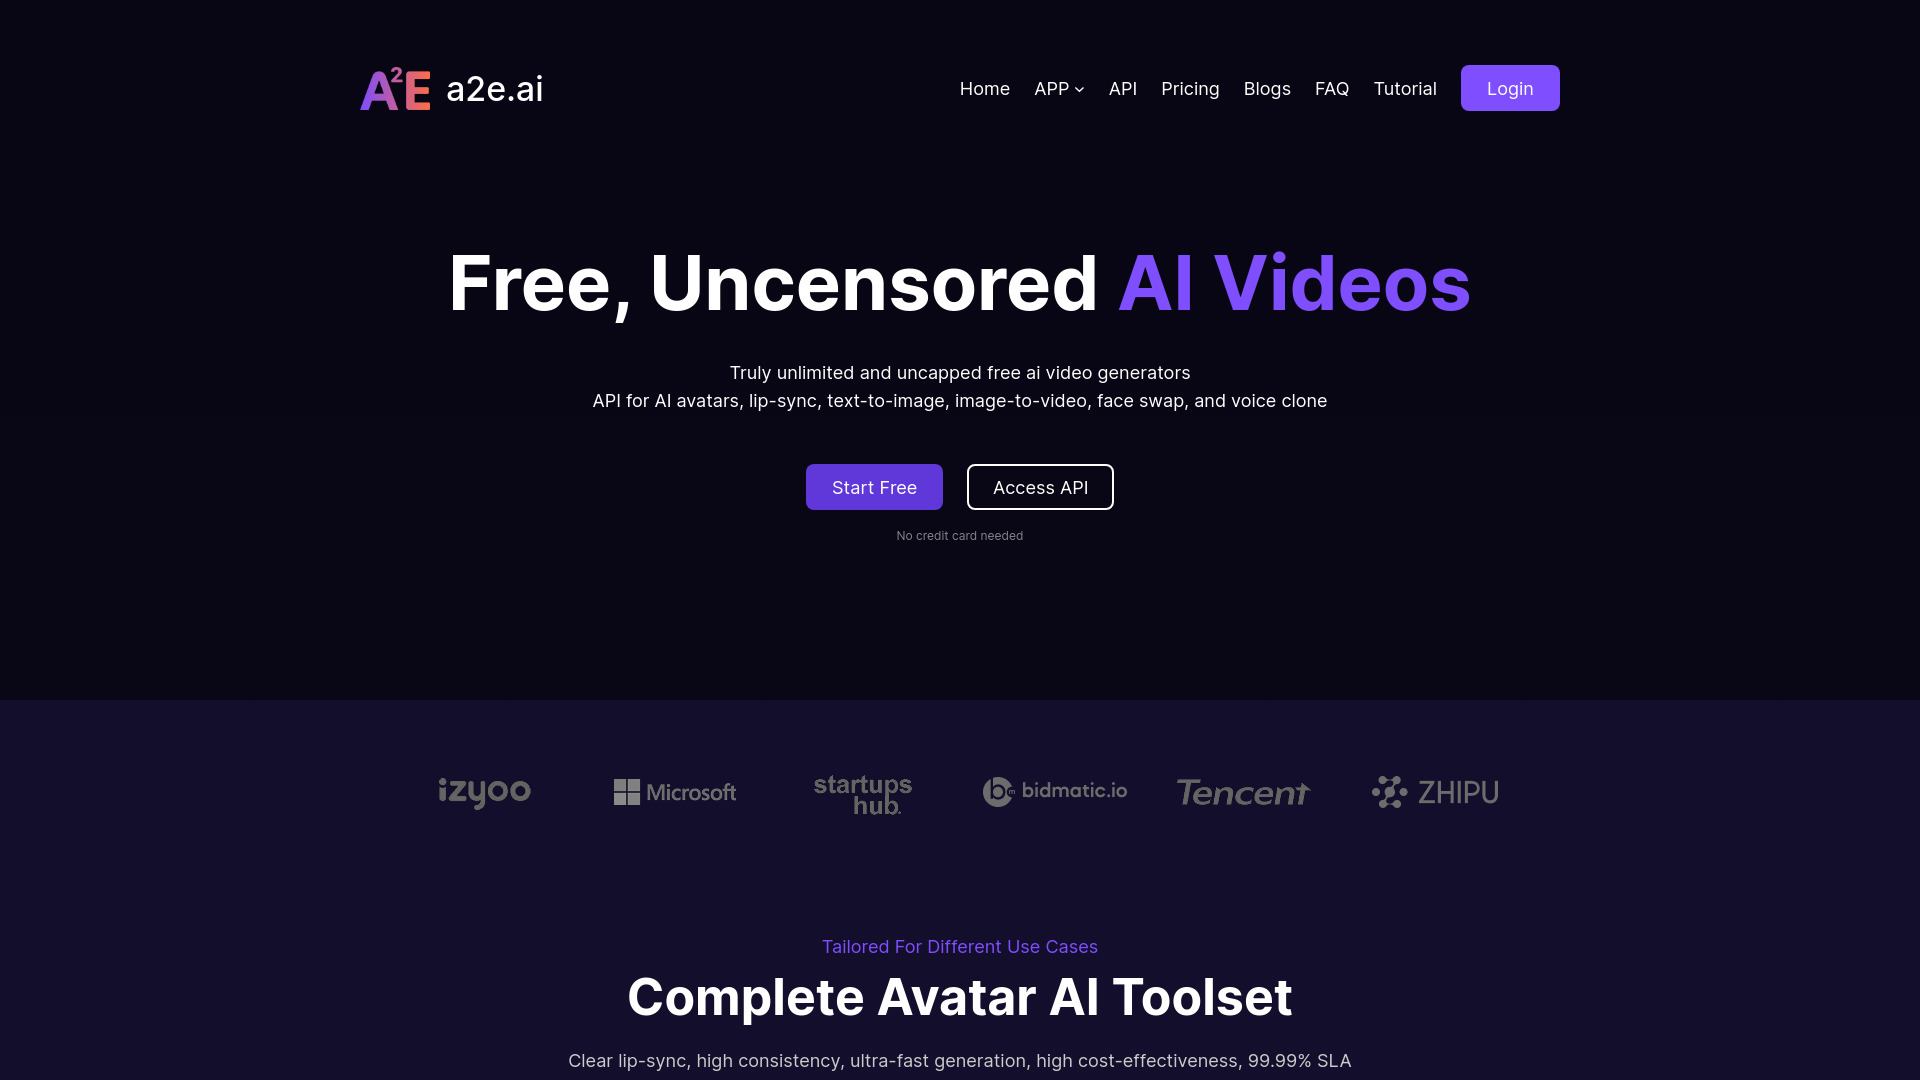 A2E a2e.ai
Home APP API Pricing Blogs FAQ Tutorial Login
Free, Uncensored AI Videos
Truly unlimited and uncapped free ai video generators
API for AI avatars, lip-sync, text-to-image, image-to-video, face swap, and voice clone
Start Free Access API
No credit card needed
izyoo Microsoft startups hub. bidmatic.io Tencent ZHIPU
Tailored For Different Use Cases
Complete Avatar AI Toolset
Clear lip-sync, high consistency, ultra-fast generation, high cost-effectiveness, 99.99% SLA